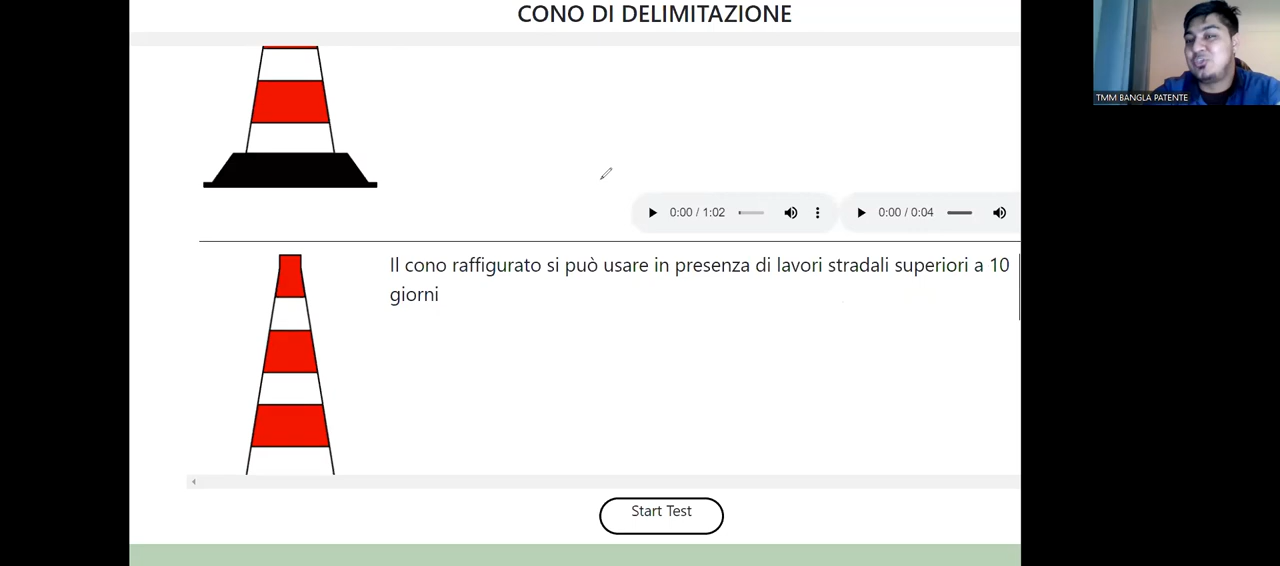 CONO DI DELIMITAZIONE
TMM BANGLA PATENTE
0:00 / 1:02
0:00 / 0:04
Il cono raffigurato si può usare in presenza di lavori stradali superiori a 10
giorni
Start Test